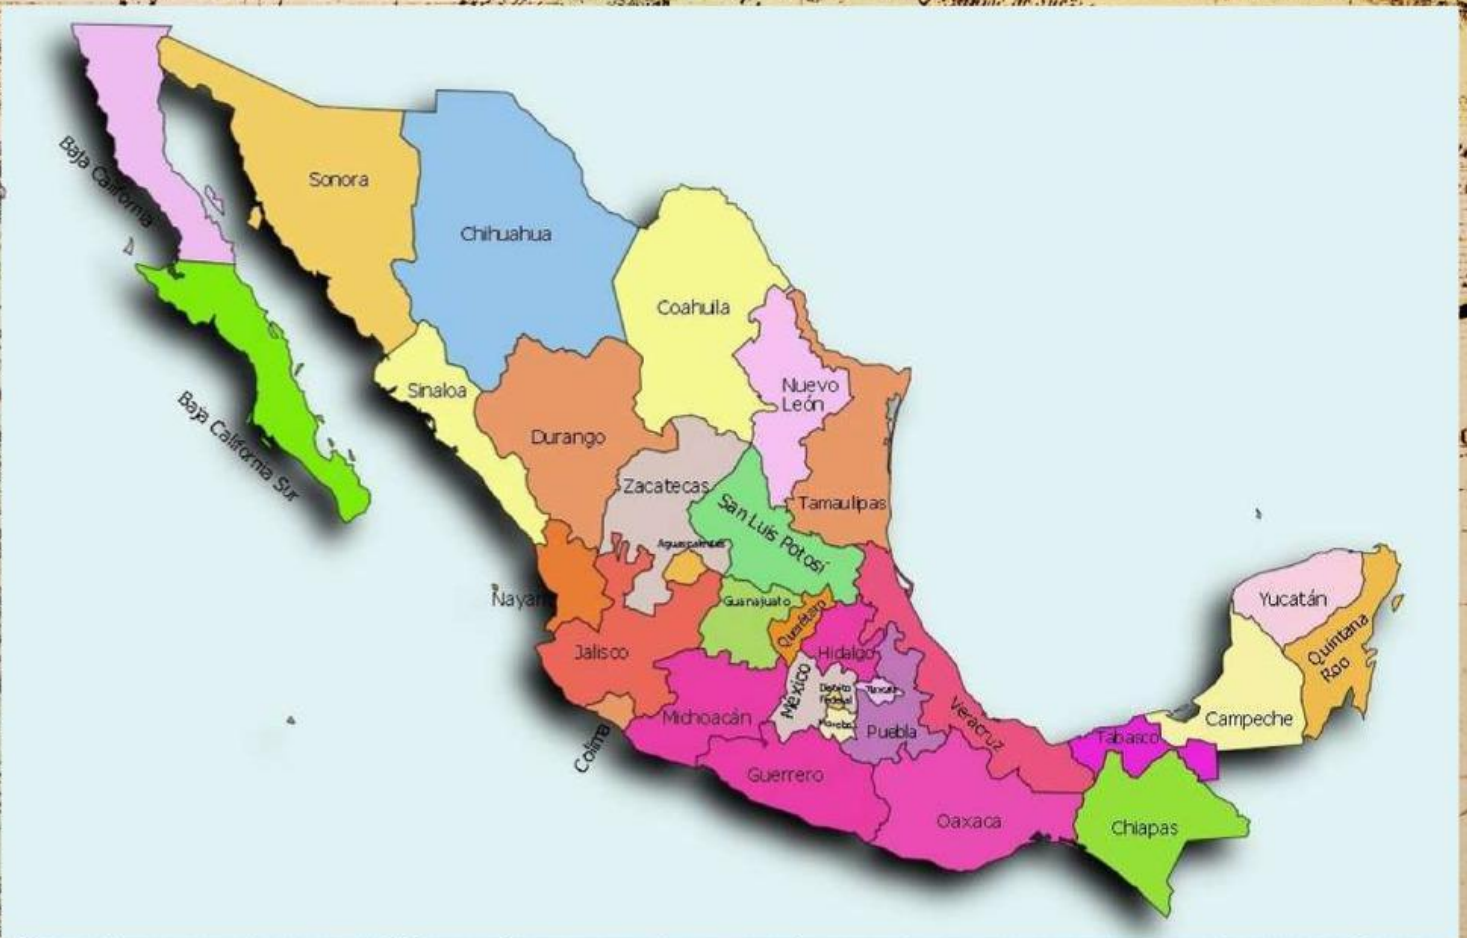 Baja California
Sonora
Chihuahua
Coahuila
Nuevo
León
Baja California Sur
Sinaloa
Durango
Zacatecas
San Luis Potosí
Tamaulipas
Aguascalientes
Nayarit
Jalisco
Guanajuato
Querétaro
Hidalgo
Colima
Michoacán
México
Distrito
Federal
Tlaxcala
Morelos
Puebla
Veracruz
Guerrero
Oaxaca
Tabasco
Chiapas
Campeche
Yucatán
Quintana
Roo